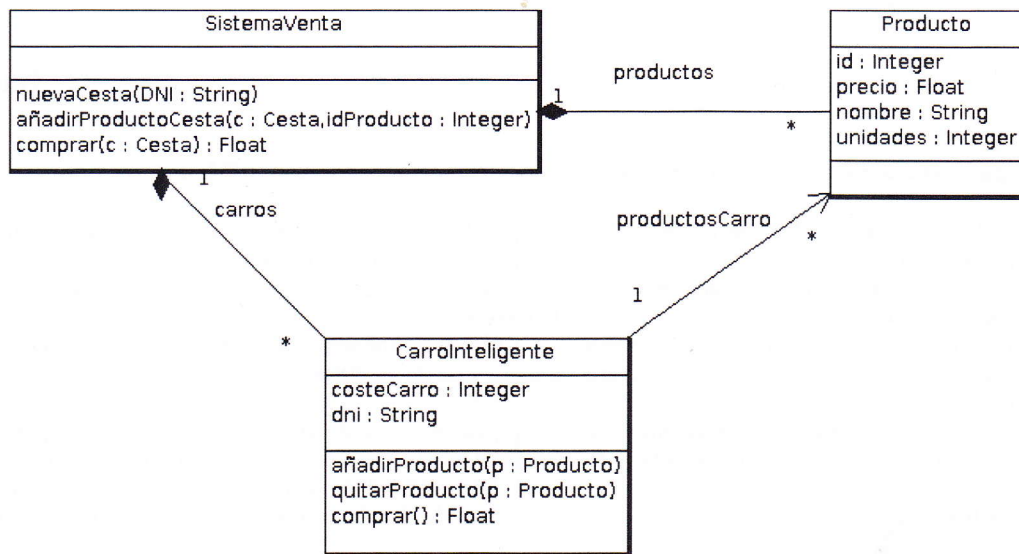 SistemaVenta
nuevaCesta(DNI : String)
añadirProductoCesta(c : Cesta,idProducto : Integer)
comprar(c : Cesta) : Float
productos
1
*
Producto
id : Integer
precio : Float
nombre : String
unidades : Integer
1
carros
*
productosCarro
*
1
CarroInteligente
costeCarro : Integer
dni : String
añadirProducto(p : Producto)
quitarProducto(p : Producto)
comprar() : Float